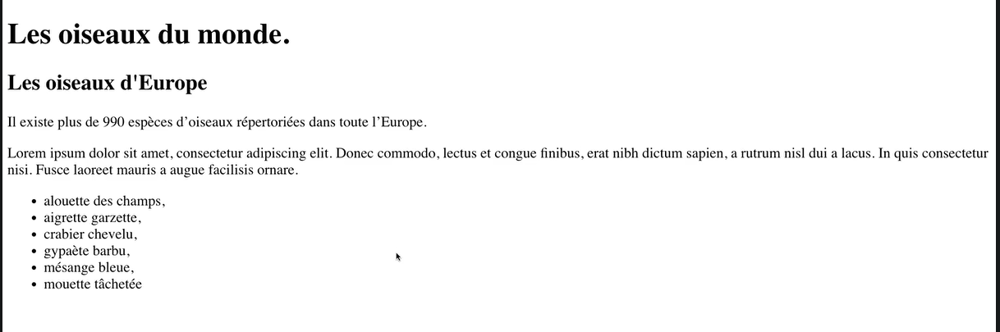 Les oiseaux du monde.
Les oiseaux d'Europe
Il existe plus de 990 espèces d’oiseaux répertoriées dans toute l’Europe.
Lorem ipsum dolor sit amet, consectetur adipiscing elit. Donec commodo, lectus et congue finibus, erat nibh dictum sapien, a rutrum nisl dui a lacus. In quis consectetur
nisi. Fusce laoreet mauris a augue facilisis ornare.
• alouette des champs,
• aigrette garzette,
• crabier chevelu,
• gypaète barbu,
• mésange bleue,
• mouette tâchetée